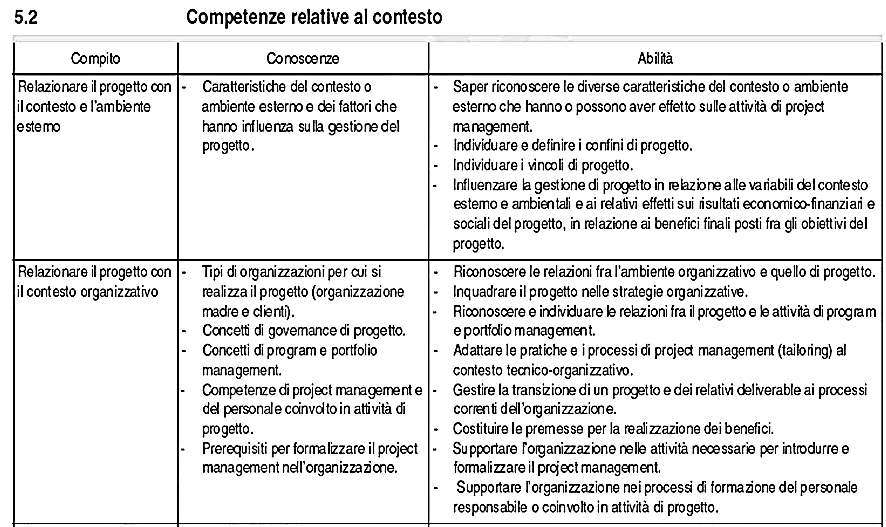 5.2 Competenze relative al contesto
Compito Conoscenze Abilità
Relazionare il progetto con
il contesto e l'ambiente
esterno
- Caratteristiche del contesto o
ambiente esterno e dei fattori che
hanno influenza sulla gestione del
progetto.
- Saper riconoscere le diverse caratteristiche del contesto o ambiente
esterno che hanno o possono aver effetto sulle attività di project
management.
- Individuare e definire i confini di progetto.
- Individuare i vincoli di progetto.
- Influenzare la gestione di progetto in relazione alle variabili del contesto
esterno e ambientali e ai relativi effetti sui risultati economico-finanziari e
sociali del progetto, in relazione ai benefici finali posti fra gli obiettivi del
progetto.
Relazionare il progetto con
il contesto organizzativo
- Tipi di organizzazioni per cui si
realizza il progetto (organizzazione
madre e clienti).
- Concetti di governance di progetto.
- Concetti di program e portfolio
management.
- Competenze di project management e
del personale coinvolto in attività di
progetto.
- Prerequisiti per formalizzare il project
management nell'organizzazione.
- Riconoscere le relazioni fra l'ambiente organizzativo e quello di progetto.
- Inquadrare il progetto nelle strategie organizzative.
- Riconoscere e individuare le relazioni fra il progetto e le attività di program
e portfolio management.
- Adattare le pratiche e i processi di project management (tailoring) al
contesto tecnico-organizzativo.
- Gestire la transizione di un progetto e dei relativi deliverable ai processi
correnti dell'organizzazione.
- Costituire le premesse per la realizzazione dei benefici.
- Supportare l'organizzazione nelle attività necessarie per introdurre e
formalizzare il project management.
- Supportare l'organizzazione nei processi di formazione del personale
responsabile o coinvolto in attività di progetto.